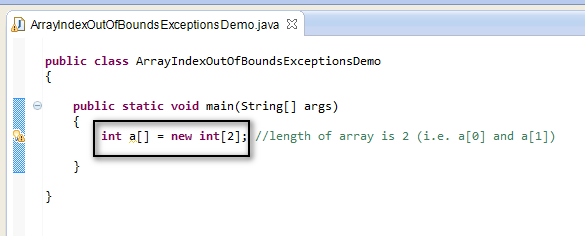 ArrayIndexOutOfBoundsExceptionsDemo.java
public class ArrayIndexOutOfBoundsExceptionsDemo
{
public static void main(String[] args)
{
int a[] = new int[2]; //length of array is 2 (i.e. a[0] and a[1])
}
}